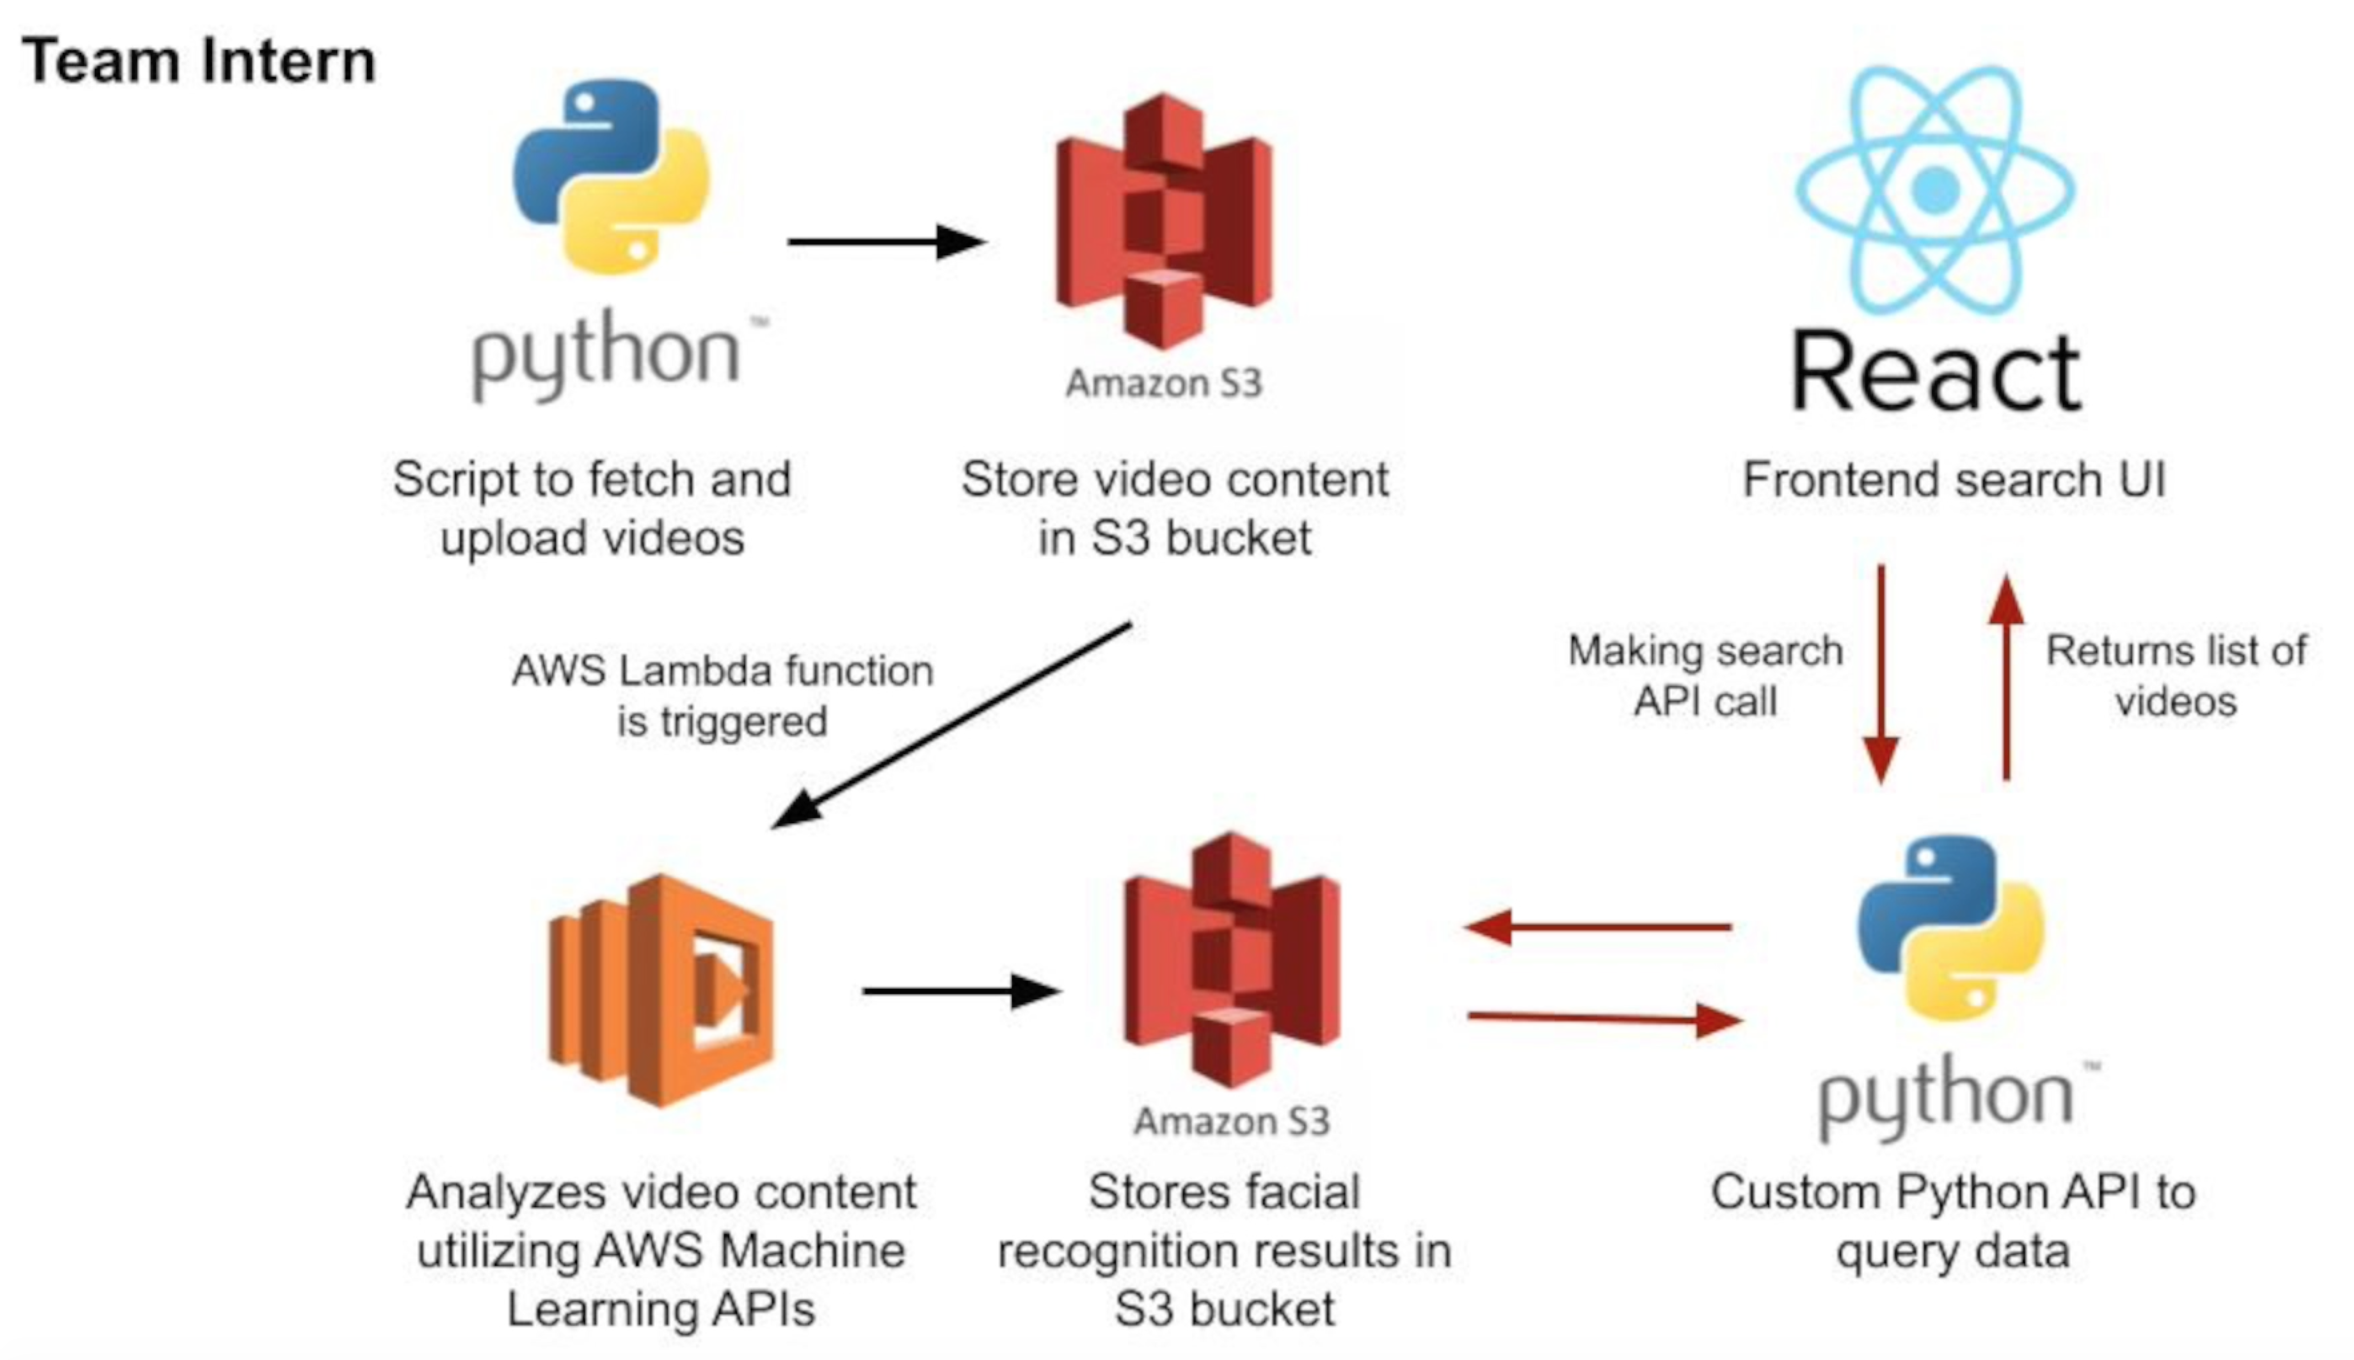 Team Intern
python™
Amazon S3
React
Script to fetch and
upload videos
Store video content
in S3 bucket
Frontend search UI
AWS Lambda function
is triggered
Making search
API call
Returns list of
videos
Amazon S3
python™
Analyzes video content
utilizing AWS Machine
Learning APIs
Stores facial
recognition results in
S3 bucket
Custom Python API to
query data